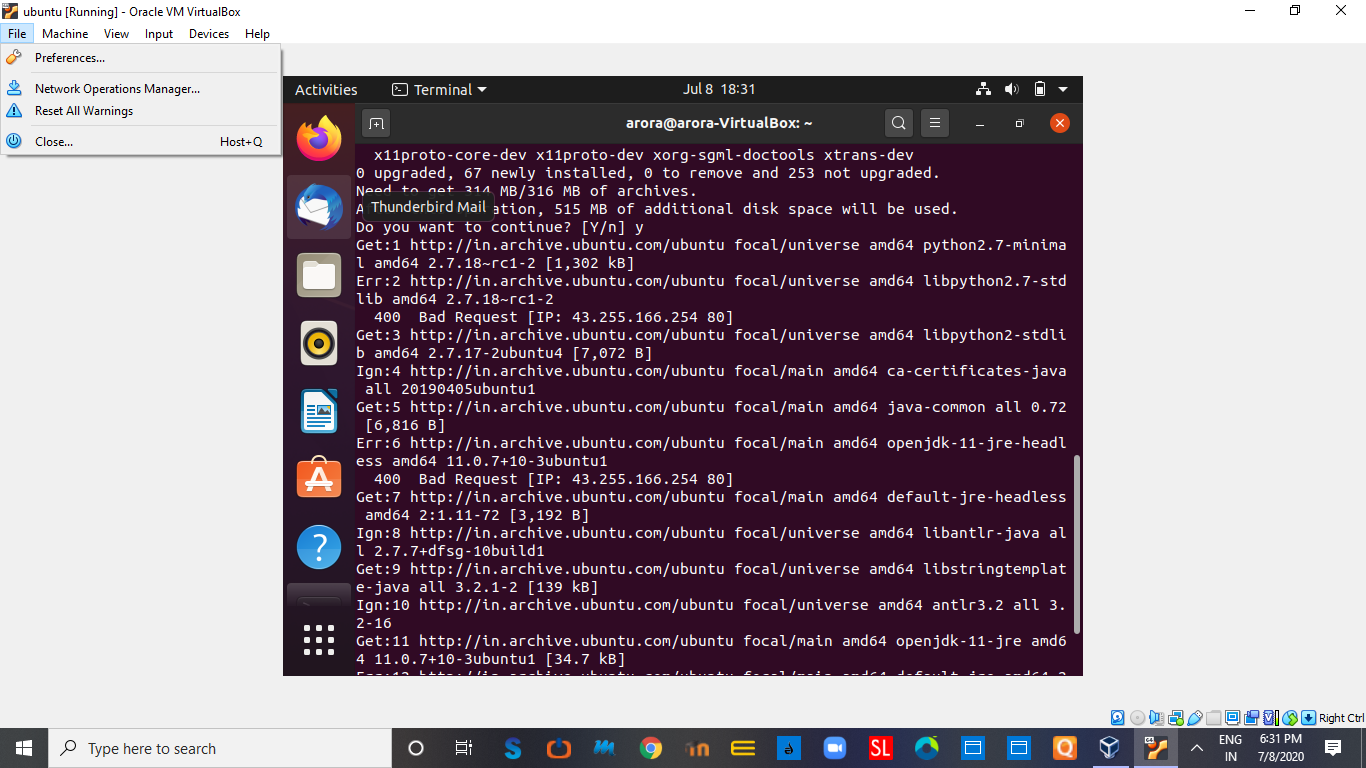 ubuntu [Running] - Oracle VM VirtualBox
File Machine View Input Devices Help
Preferences...
Network Operations Manager...
Reset All Warnings
Close... Host+Q
Activities Terminal Jul 8 18:31
arora@arora-VirtualBox: ~
x11proto-core-dev x11proto-dev xorg-sgml-doctools xtrans-dev
0 upgraded, 67 newly installed, 0 to remove and 253 not upgraded.
Need to get 314 MB/316 MB of archives.
Thunderbird Mail
ation, 515 MB of additional disk space will be used.
Do you want to continue? [Y/n] y
Get:1 http://in.archive.ubuntu.com/ubuntu focal/universe amd64 python2.7-minima
l amd64 2.7.18~rc1-2 [1,302 kB]
Err:2 http://in.archive.ubuntu.com/ubuntu focal/universe amd64 libpython2.7-std
lib amd64 2.7.18~rc1-2
400 Bad Request [IP: 43.255.166.254 80]
Get:3 http://in.archive.ubuntu.com/ubuntu focal/universe amd64 libpython2-stdli
b amd64 2.7.17-2ubuntu4 [7,072 B]
Ign:4 http://in.archive.ubuntu.com/ubuntu focal/main amd64 ca-certificates-java
all 20190405ubuntu1
Get:5 http://in.archive.ubuntu.com/ubuntu focal/main amd64 java-common all 0.72
[6,816 B]
Err:6 http://in.archive.ubuntu.com/ubuntu focal/main amd64 openjdk-11-jre-headl
ess amd64 11.0.7+10-3ubuntu1
400 Bad Request [IP: 43.255.166.254 80]
Get:7 http://in.archive.ubuntu.com/ubuntu focal/main amd64 default-jre-headless
amd64 2:1.11-72 [3,192 B]
Ign:8 http://in.archive.ubuntu.com/ubuntu focal/universe amd64 libantlr-java al
l 2.7.7+dfsg-10build1
Get:9 http://in.archive.ubuntu.com/ubuntu focal/universe amd64 libstringtemplat
e-java all 3.2.1-2 [139 kB]
Ign:10 http://in.archive.ubuntu.com/ubuntu focal/universe amd64 antlr3.2 all 3.
2-16
Get:11 http://in.archive.ubuntu.com/ubuntu focal/main amd64 openjdk-11-jre amd6
4 11.0.7+10-3ubuntu1 [34.7 kB]
Right Ctrl
Type here to search
SL
ENG
IN
6:31 PM
7/8/2020